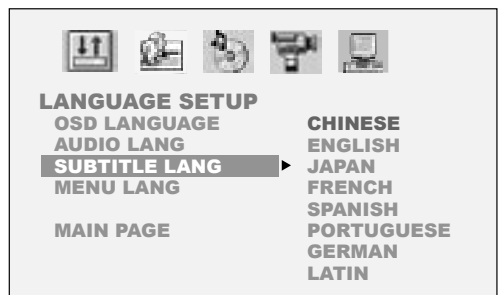 LANGUAGE SETUP
OSD LANGUAGE
AUDIO LANG
SUBTITLE LANG
MENU LANG
MAIN PAGE
CHINESE
ENGLISH
JAPAN
FRENCH
SPANISH
PORTUGUESE
GERMAN
LATIN